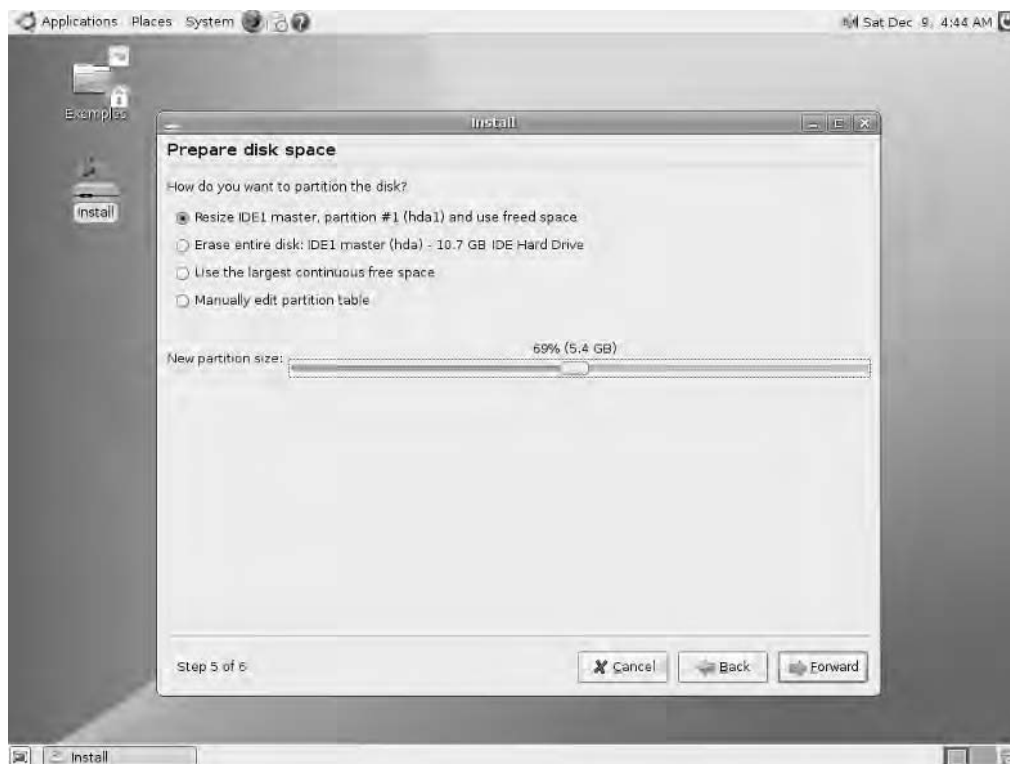 Applications Places System
Sat Dec 9, 4:44 AM
Exemples
Install
Install
Prepare disk space
How do you want to partition the disk?
Resize IDE1 master, partition #1 (hda1) and use freed space
Erase entire disk: IDE1 master (hda) - 10.7 GB IDE Hard Drive
Use the largest continuous free space
Manually edit partition table
69% (5.4 GB)
New partition size:
Step 5 of 6
Cancel
Back
Forward
Install